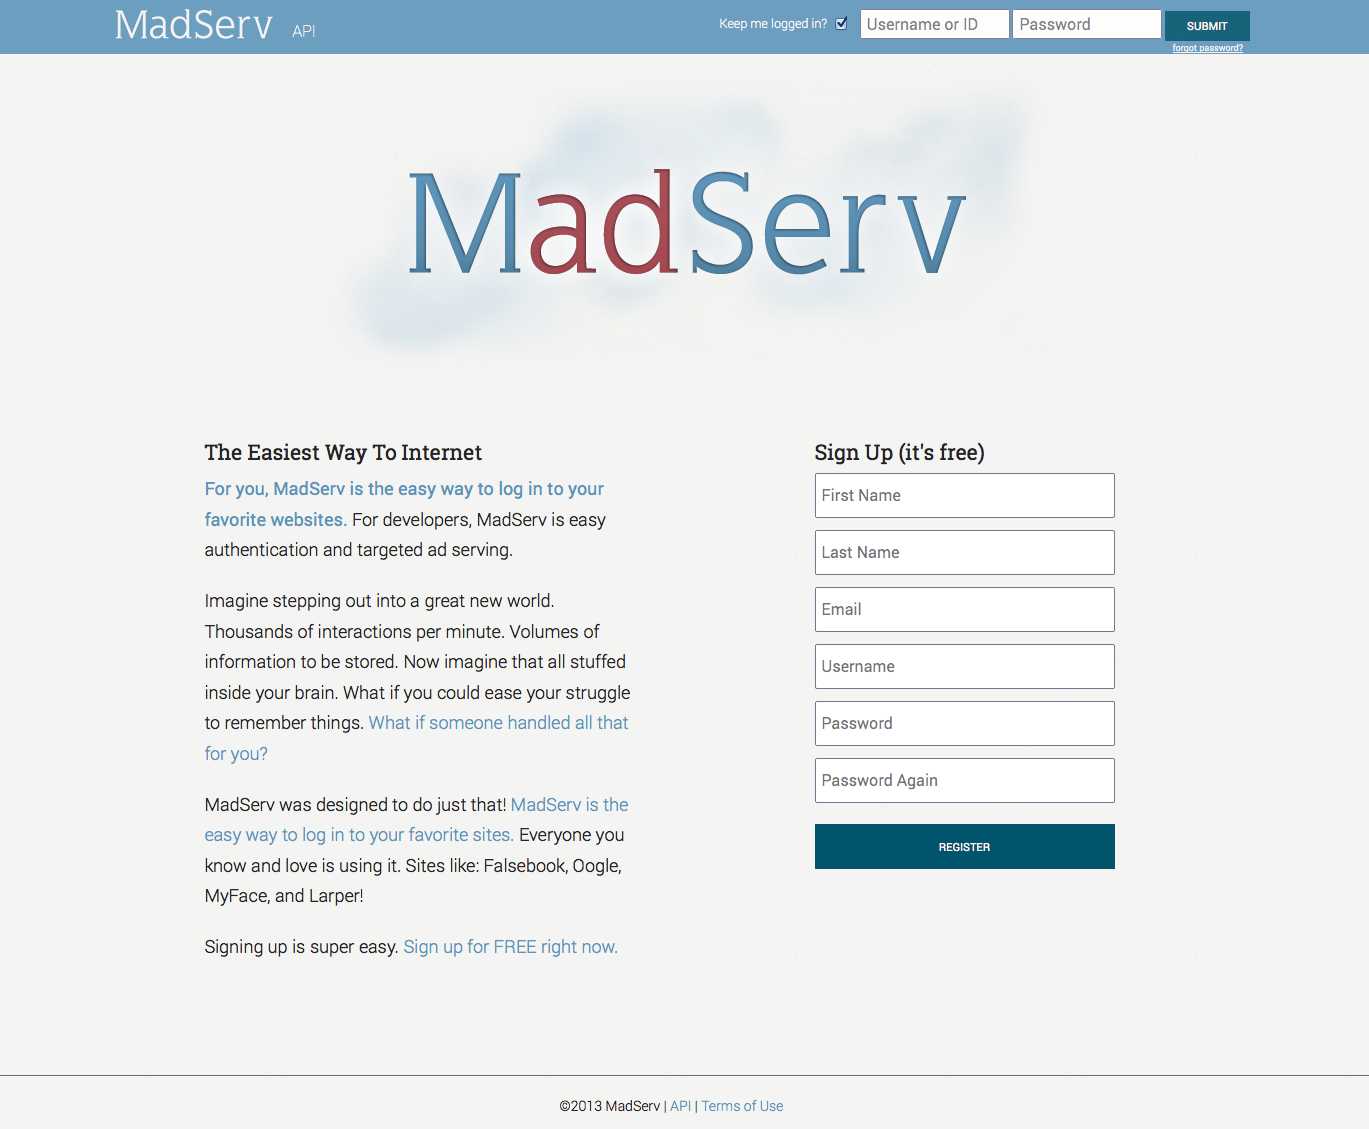 MadServ API Keep me logged in? Username or ID Password SUBMIT
forgot password?
MadServ
The Easiest Way To Internet
For you, MadServ is the easy way to log in to your
favorite websites. For developers, MadServ is easy
authentication and targeted ad serving.
Imagine stepping out into a great new world.
Thousands of interactions per minute. Volumes of
information to be stored. Now imagine that all stuffed
inside your brain. What if you could ease your struggle
to remember things. What if someone handled all that
for you?
MadServ was designed to do just that! MadServ is the
easy way to log in to your favorite sites. Everyone you
know and love is using it. Sites like: Falsebook, Oogle,
MyFace, and Larper!
Signing up is super easy. Sign up for FREE right now.
Sign Up (it's free)
First Name
Last Name
Email
Username
Password
Password Again
REGISTER
©2013 MadServ | API | Terms of Use